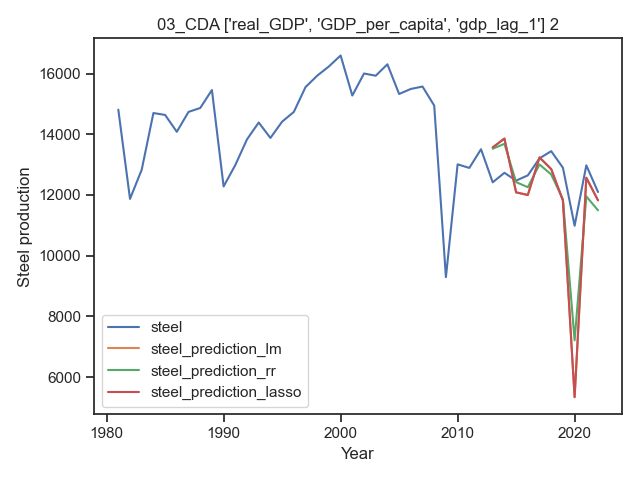 03_CDA ['real_GDP', 'GDP_per_capita', 'gdp_lag_1'] 2
16000
14000
12000
10000
8000
6000
Steel production
steel
steel_prediction_lm
steel_prediction_rr
steel_prediction_lasso
1980
1990
2000
2010
2020
Year